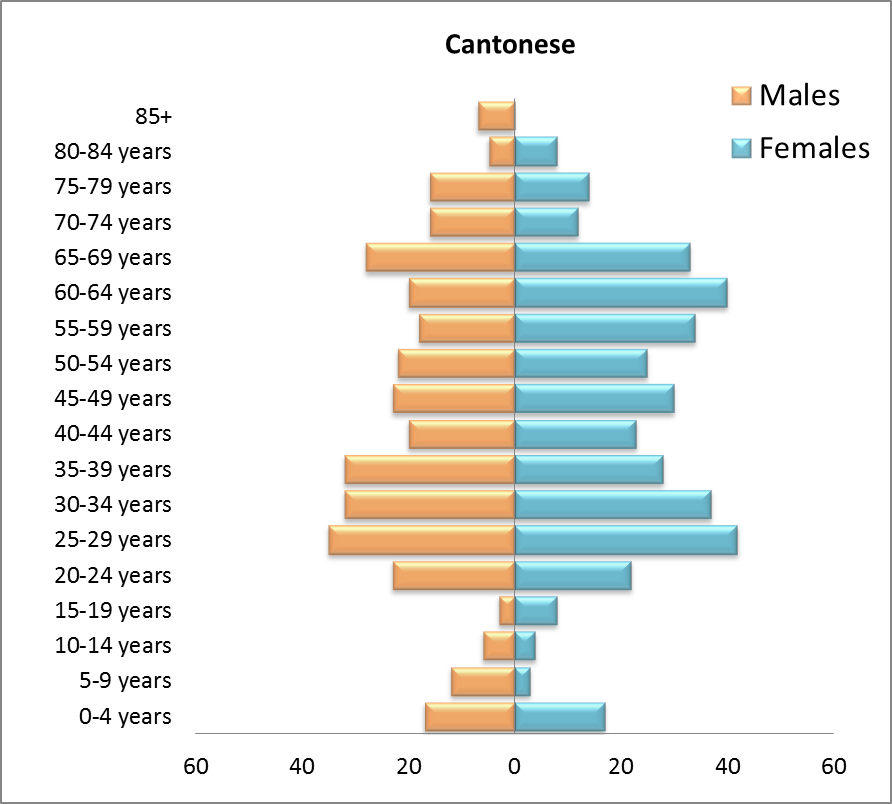 Cantonese
Males
Females
85+
80-84 years
75-79 years
70-74 years
65-69 years
60-64 years
55-59 years
50-54 years
45-49 years
40-44 years
35-39 years
30-34 years
25-29 years
20-24 years
15-19 years
10-14 years
5-9 years
0-4 years
60 40 20 0 20 40 60